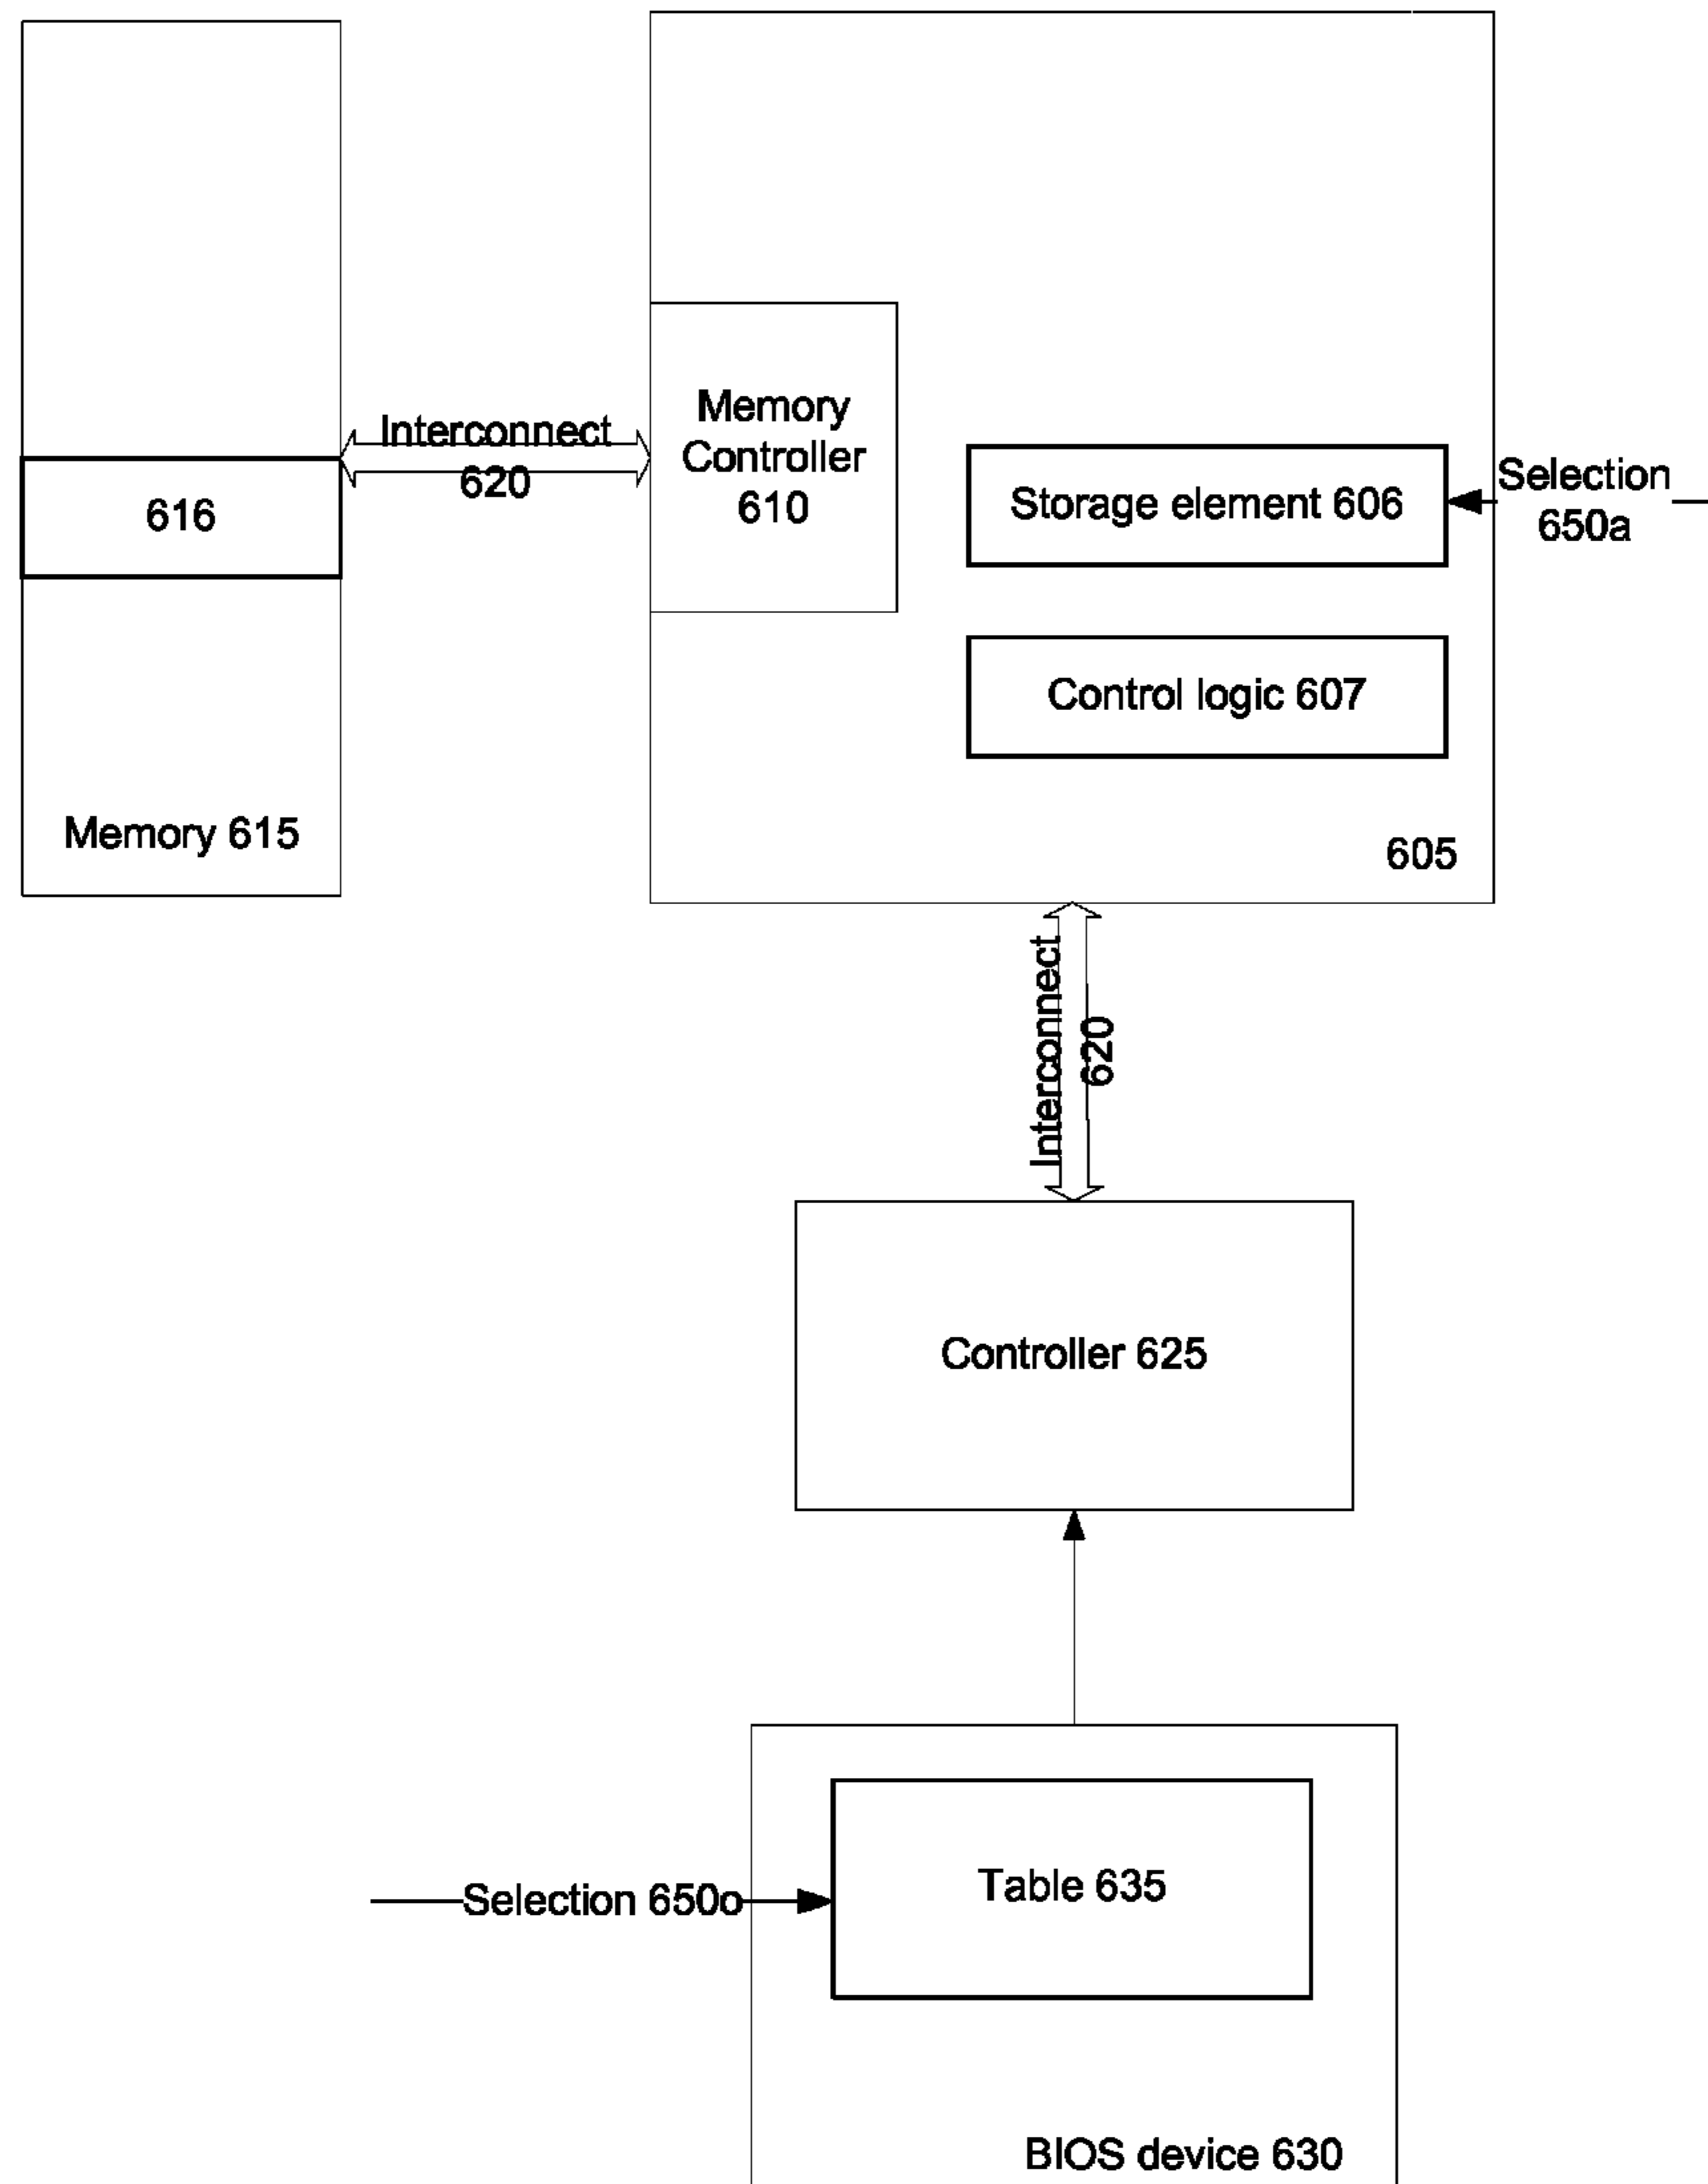 Interconnect
620
Memory
Controller
610
616
Storage element 606
Selection
650a
Control logic 607
Memory 615
605
Interconnect
620
Controller 625
Table 635
Selection 650o
BIOS device 630